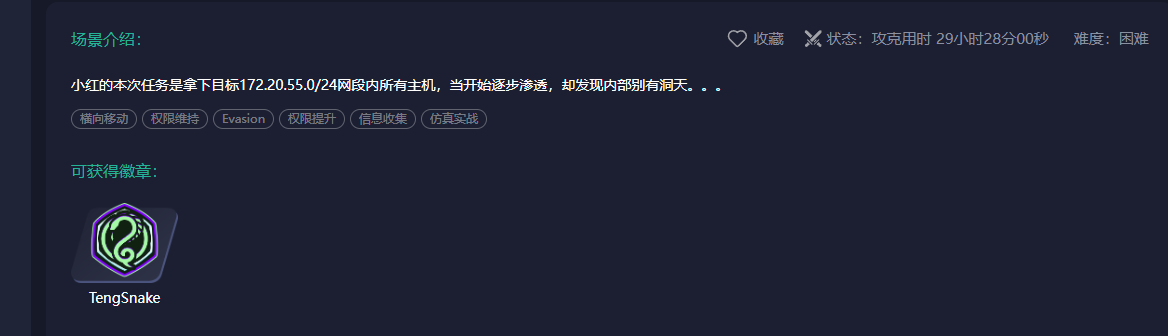 场景介绍： 收藏 状态：攻克用时 29小时28分00秒 难度：困难
小红的本次任务是拿下目标172.20.55.0/24网段内所有主机，当开始逐步渗透，却发现内部别有洞天。。。
横向移动 权限维持 Evasion 权限提升 信息收集 仿真实战
可获得徽章：
TengSnake